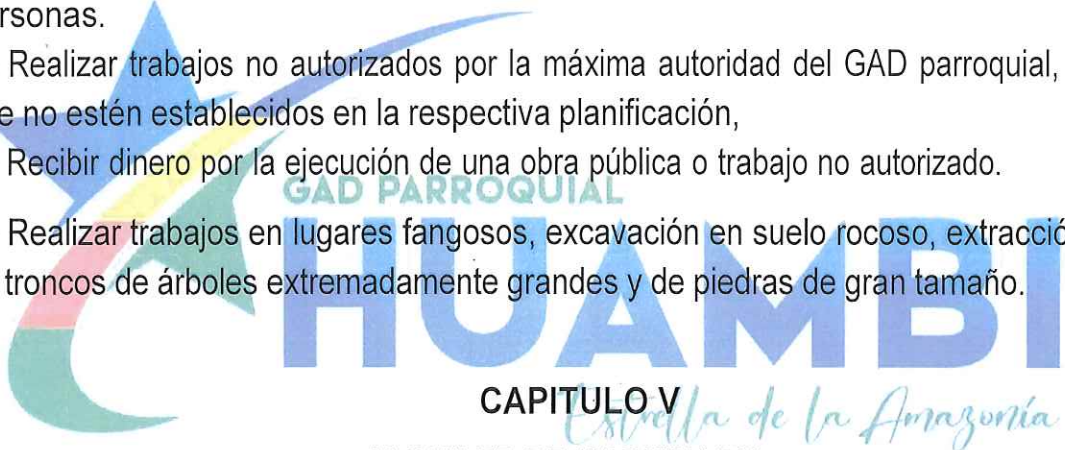 ersonas.
Realizar trabajos no autorizados por la máxima autoridad del GAD parroquial,
e no estén establecidos en la respectiva planificación,
Recibir dinero por la ejecución de una obra pública o trabajo no autorizado.
GAD PARROQUIAL
Realizar trabajos en lugares fangosos, excavación en suelo rocoso, extracció
troncos de árboles extremadamente grandes y de piedras de gran tamaño.
HUAMBI
CAPITULO V
Estrella de la Amazonía